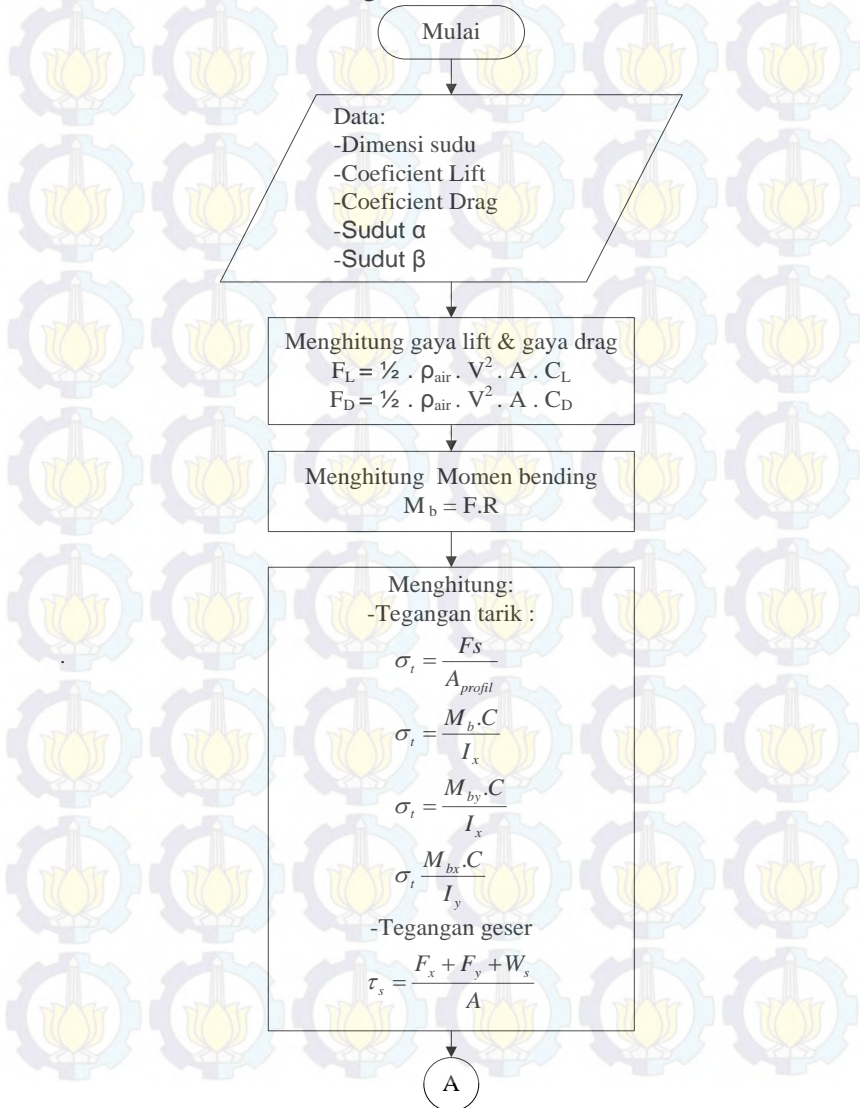 Mulai
Data:
-Dimensi sudu
-Coeficient Lift
-Coeficient Drag
-Sudut α
-Sudut β
Menghitung gaya lift & gaya drag
F_L = ½ . ρ_air . V² . A . C_L
F_D = ½ . ρ_air . V² . A . C_D
Menghitung Momen bending
M_b = F.R
Menghitung:
-Tegangan tarik :
σ_t = Fs / A_profil
.
σ_t = M_b.C / I_x
σ_t = M_by.C / I_x
σ_t M_bx.C / I_y
-Tegangan geser
τ_s = F_x + F_y + W_s / A
A